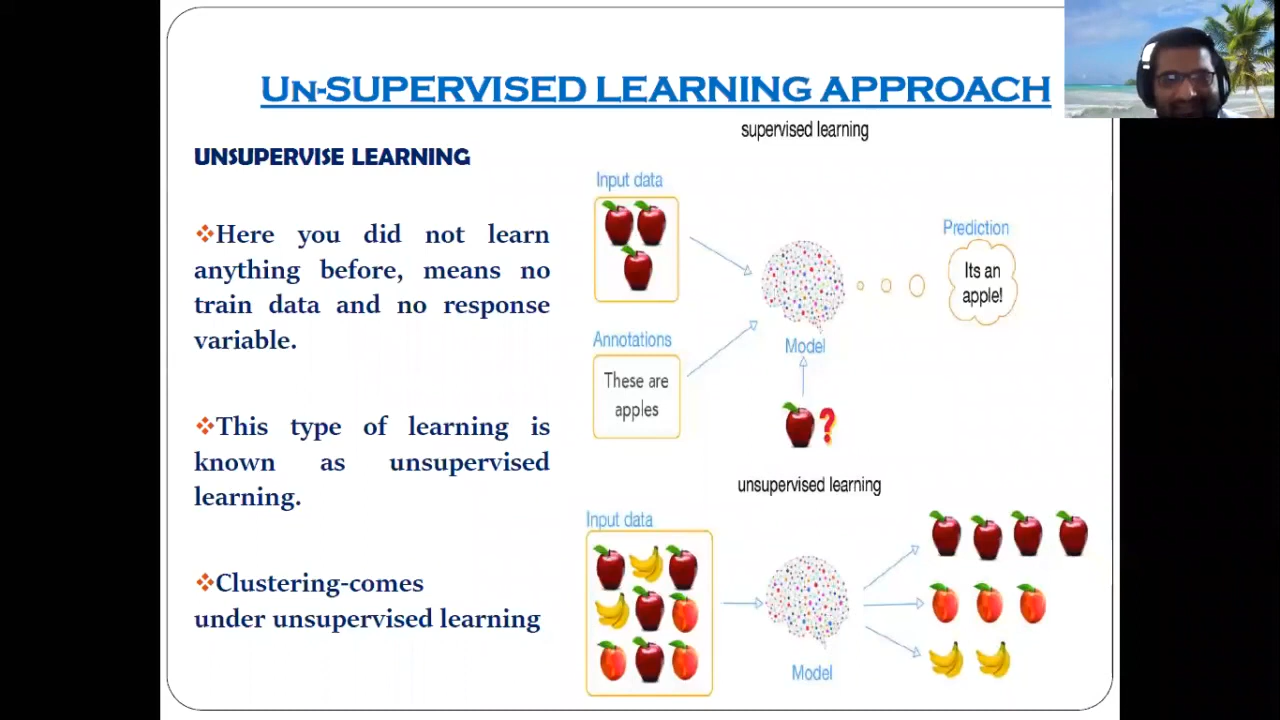 Un-SUPERVISED LEARNING APPROACH
UNSUPERVISE LEARNING
❖Here you did not learn
anything before, means no
train data and no response
variable.
❖This type of learning is
known as unsupervised
learning.
❖Clustering-comes
under unsupervised learning
supervised learning
Input data
Annotations
These are
apples
Model
?
Prediction
Its an
apple!
unsupervised learning
Input data
Model